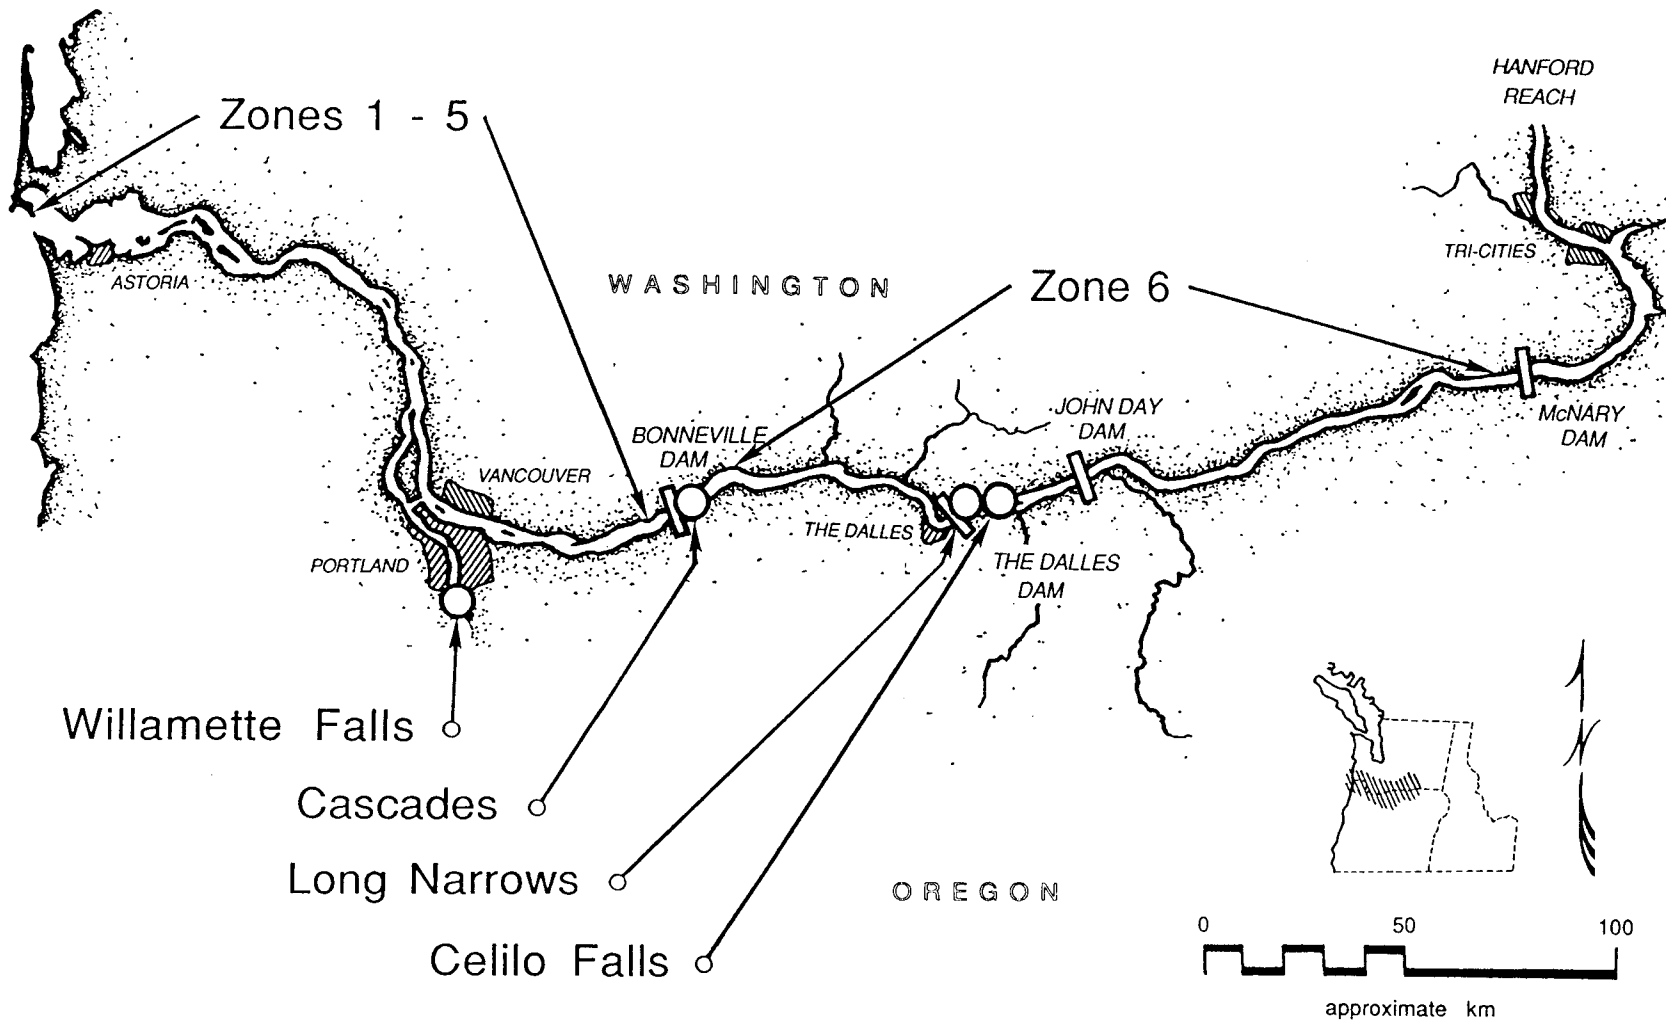 HANFORD
REACH
Zones 1 - 5
TRI-CITIES
ASTORIA
WASHINGTON
Zone 6
JOHN DAY
DAM
McNARY
DAM
BONNEVILLE
DAM
VANCOUVER
THE DALLES
PORTLAND
THE DALLES
DAM
Willamette Falls
Cascades
Long Narrows
OREGON
Celilo Falls
0 50 100
approximate km